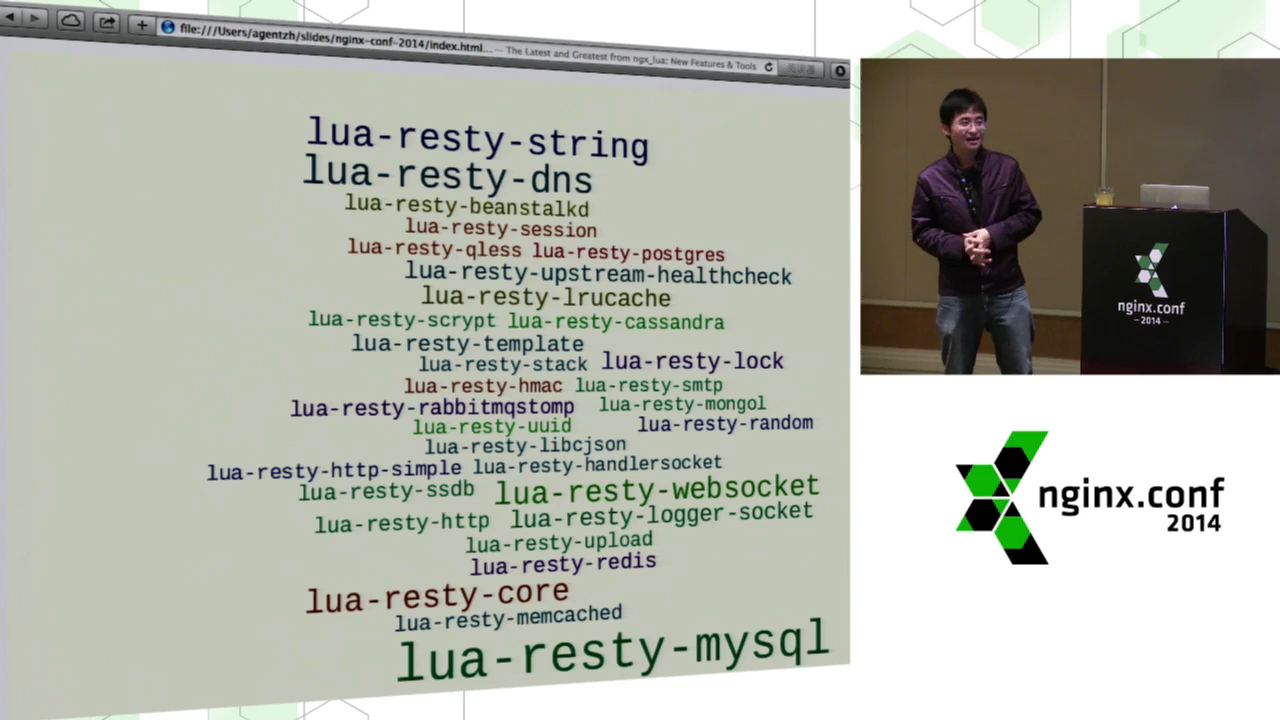 file:///Users/agentzh/slides/nginx-conf-2014/index.html... — The Latest and Greatest from ngx_lua: New Features & Tools
阅读器
lua-resty-string
lua-resty-dns
lua-resty-beanstalkd
lua-resty-session
lua-resty-qless lua-resty-postgres
lua-resty-upstream-healthcheck
lua-resty-lrucache
lua-resty-scrypt lua-resty-cassandra
lua-resty-template
lua-resty-stack lua-resty-lock
lua-resty-hmac lua-resty-smtp
lua-resty-rabbitmqstomp lua-resty-mongol
lua-resty-uuid lua-resty-random
lua-resty-libcjson
lua-resty-http-simple lua-resty-handlersocket
lua-resty-ssdb lua-resty-websocket
lua-resty-http lua-resty-logger-socket
lua-resty-upload
lua-resty-redis
lua-resty-core
lua-resty-memcached
lua-resty-mysql
nginx.conf
—2014—
nginx.conf
2014